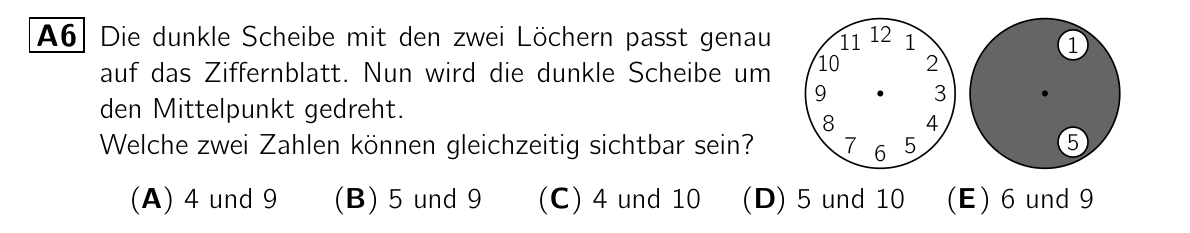 A6 Die dunkle Scheibe mit den zwei Löchern passt genau
auf das Ziffernblatt. Nun wird die dunkle Scheibe um
den Mittelpunkt gedreht.
Welche zwei Zahlen können gleichzeitig sichtbar sein?
12
11 1
10 2
9 3
8 4
7 5
6
1
5
(A) 4 und 9 (B) 5 und 9 (C) 4 und 10 (D) 5 und 10 (E) 6 und 9